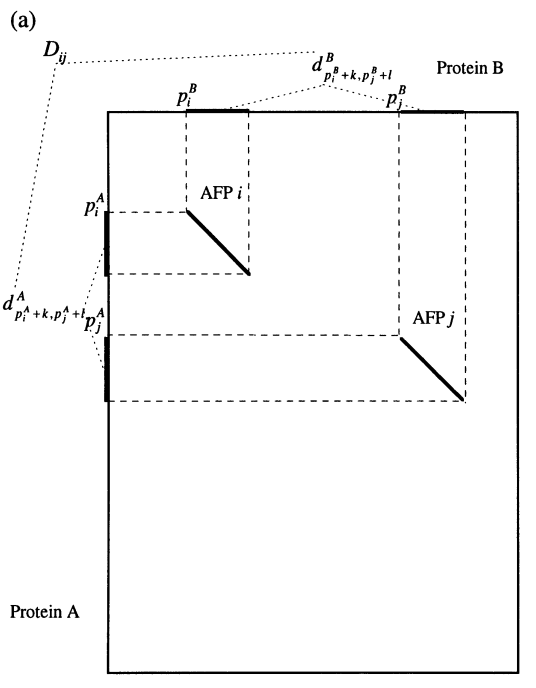 (a)
D_ij
d^B_{p_i^B+k, p_j^B+l}
Protein B
p_i^B
p_j^B
p_i^A
AFP i
d^A_{p_i^A+k, p_j^A+l}
p_j^A
AFP j
Protein A